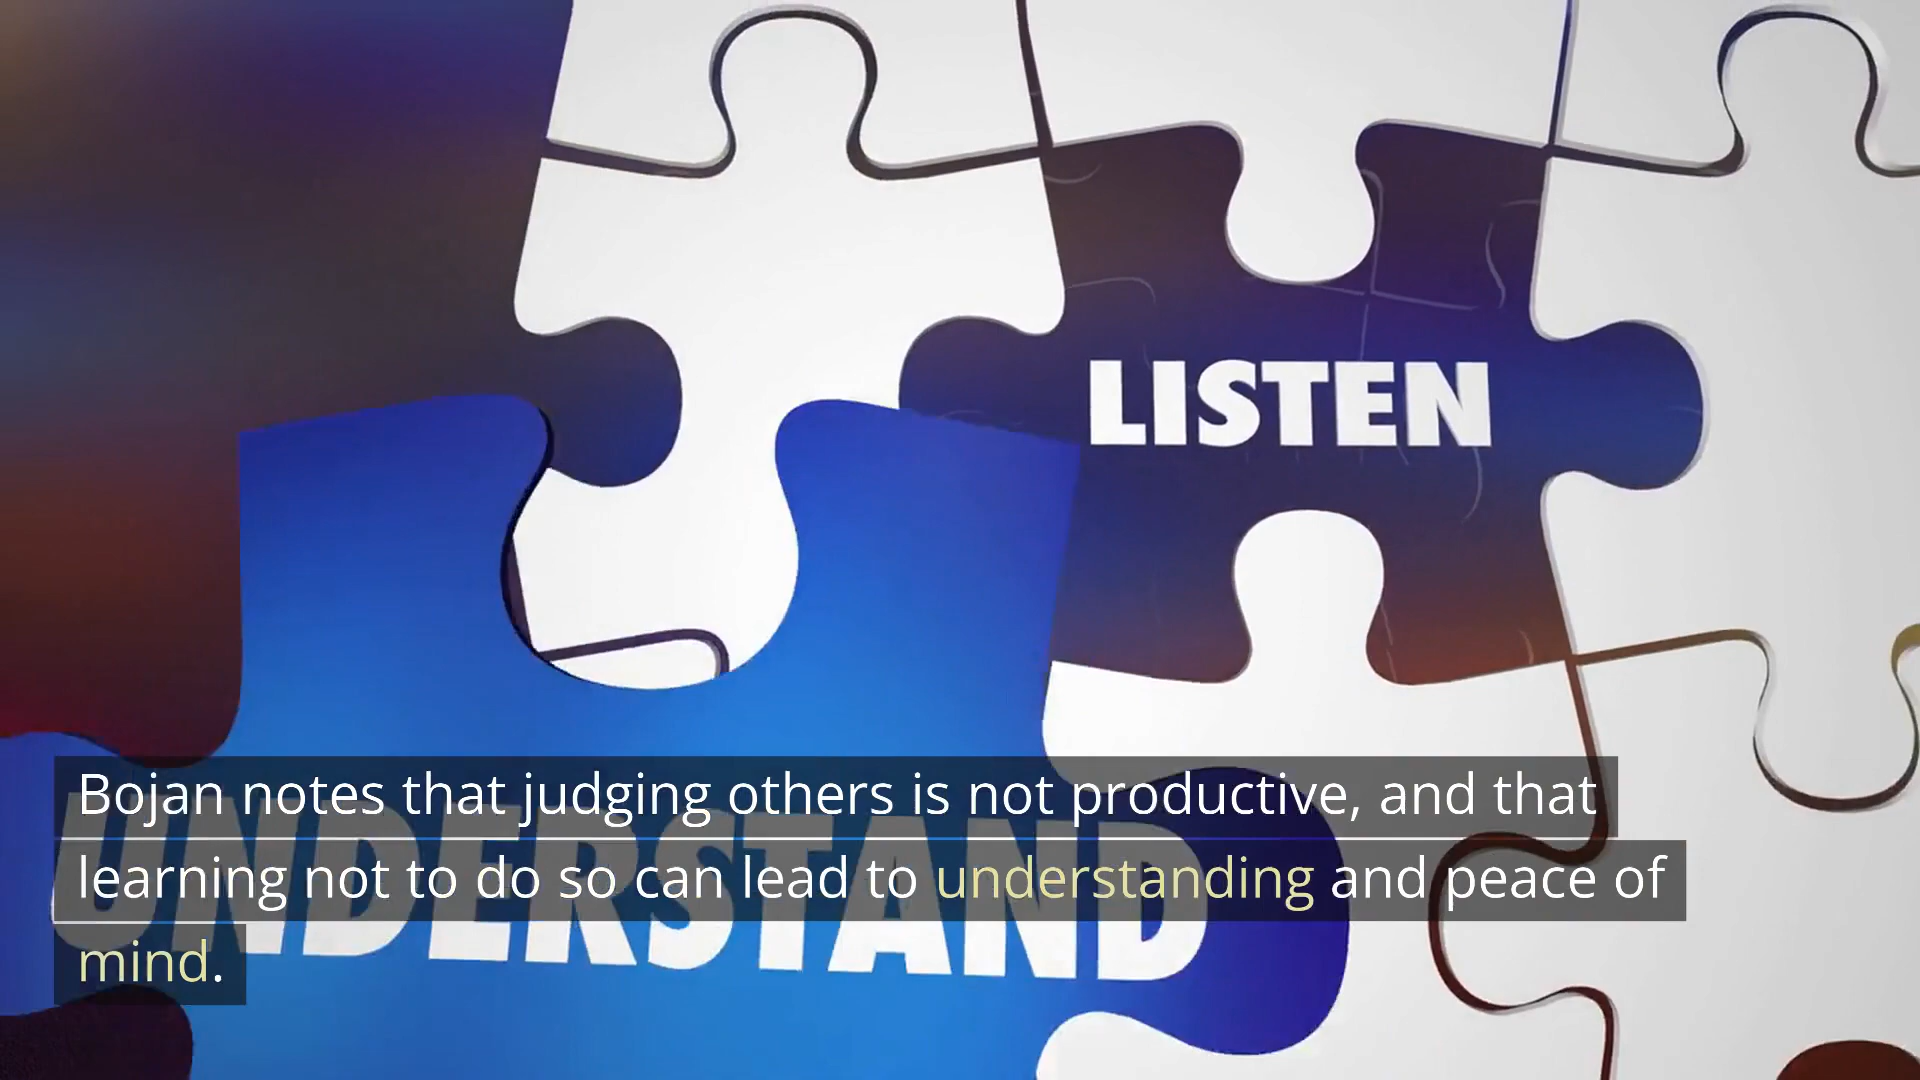 LISTEN
UNDERSTAND
Bojan notes that judging others is not productive, and that
learning not to do so can lead to understanding and peace of
mind.